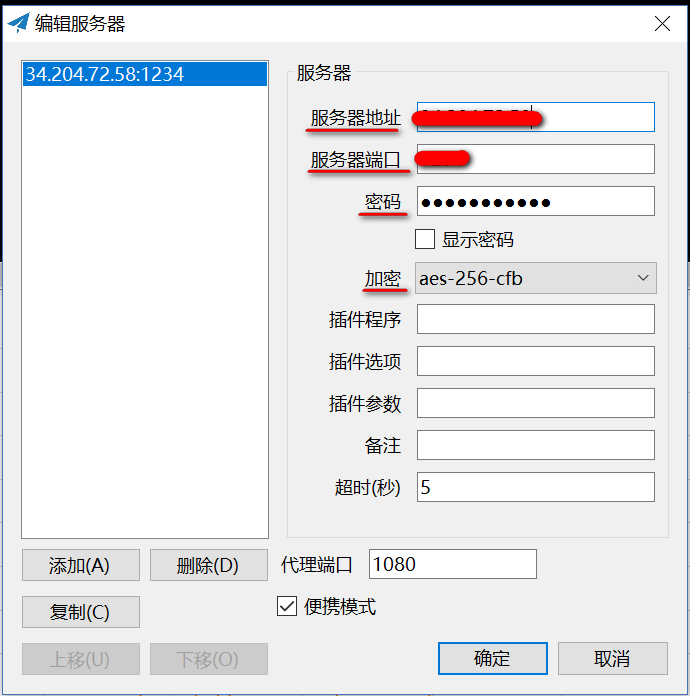 编辑服务器
34.204.72.58:1234
服务器
服务器地址
服务器端口
密码
显示密码
加密 aes-256-cfb
插件程序
插件选项
插件参数
备注
超时(秒) 5
添加(A) 删除(D) 代理端口 1080
复制(C) 便携模式
上移(U) 下移(O) 确定 取消